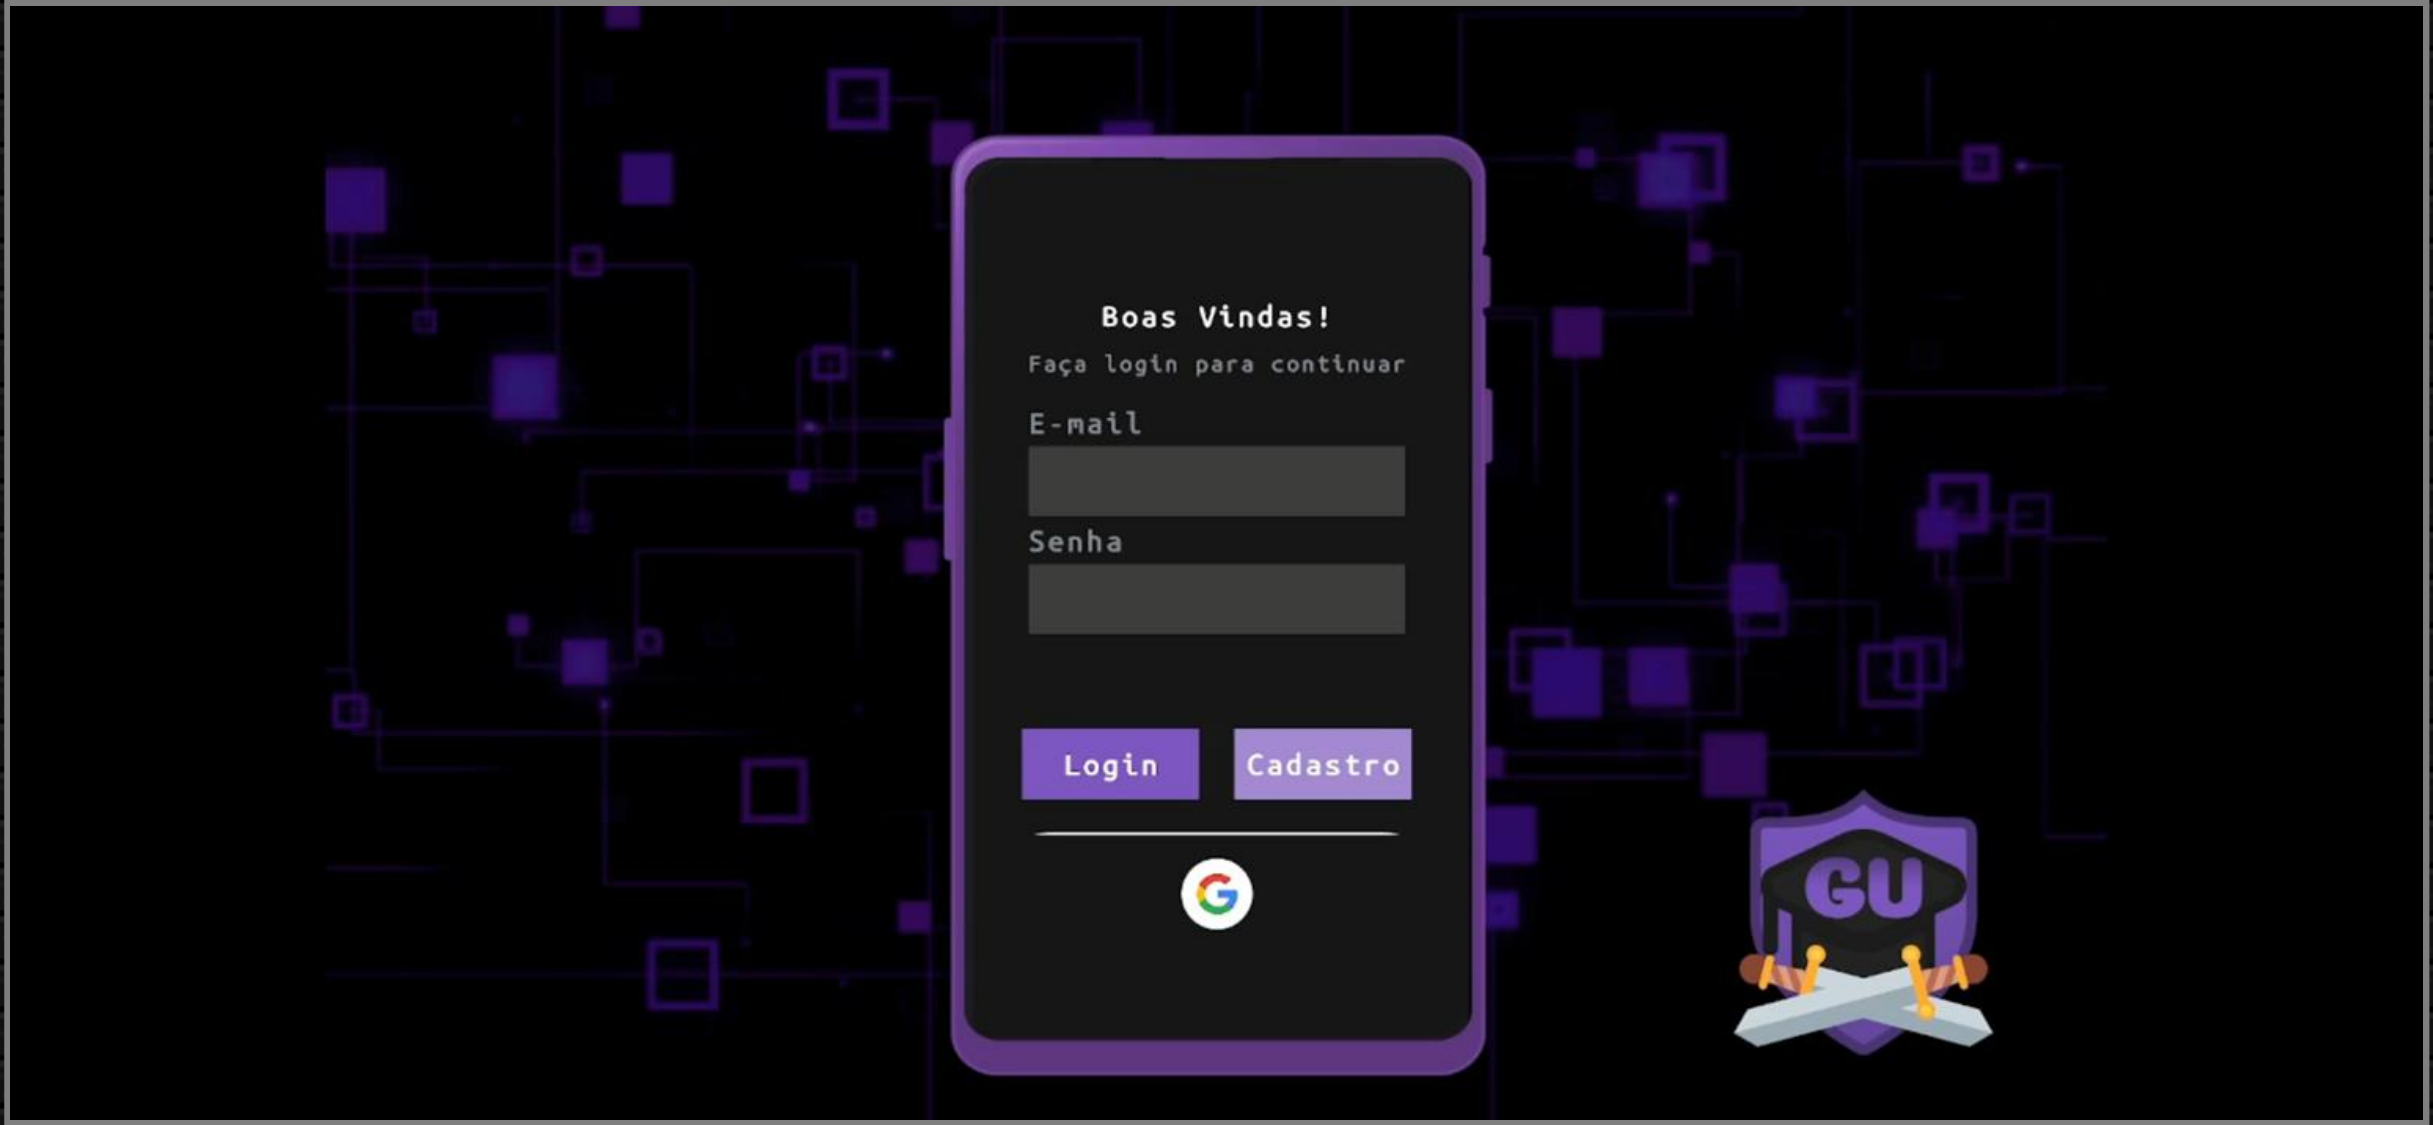 Boas Vindas!
Faça login para continuar
E-mail
Senha
Login Cadastro
G
GU